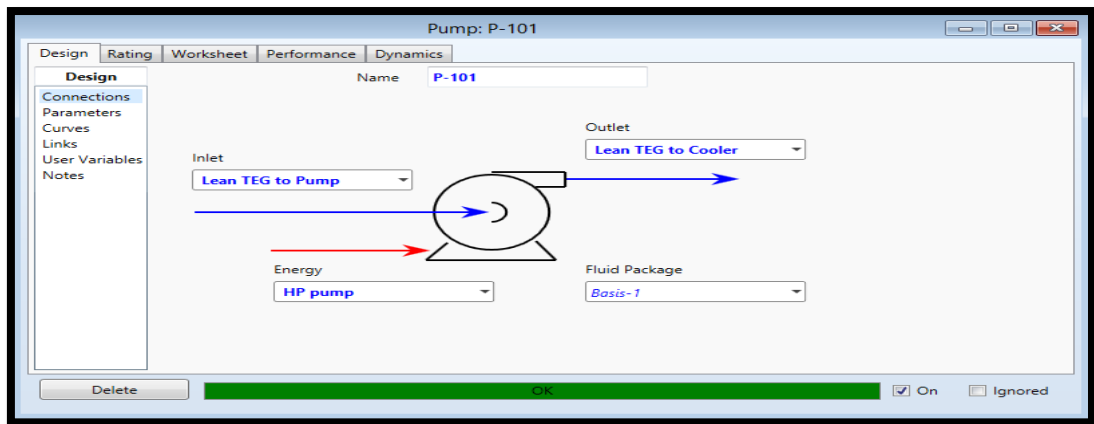 Pump: P-101
Design Rating Worksheet Performance Dynamics
Design
Connections
Parameters
Curves
Links
User Variables
Notes
Name P-101
Outlet
Lean TEG to Cooler
Inlet
Lean TEG to Pump
Energy
HP pump
Fluid Package
Basis-1
Delete OK On Ignored